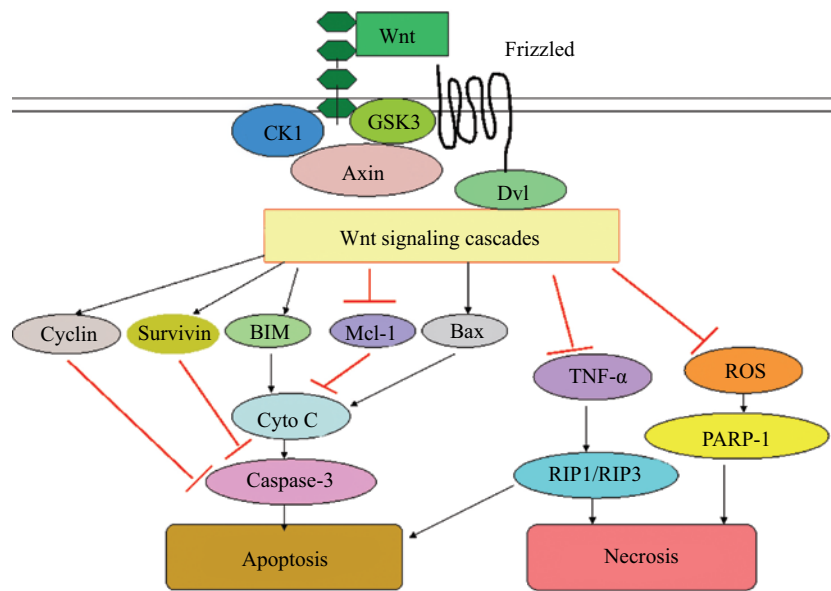 Wnt
Frizzled
CK1
GSK3
Axin
Dvl
Wnt signaling cascades
Cyclin
Survivin
BIM
Mcl-1
Bax
TNF-α
ROS
Cyto C
PARP-1
Caspase-3
RIP1/RIP3
Apoptosis
Necrosis